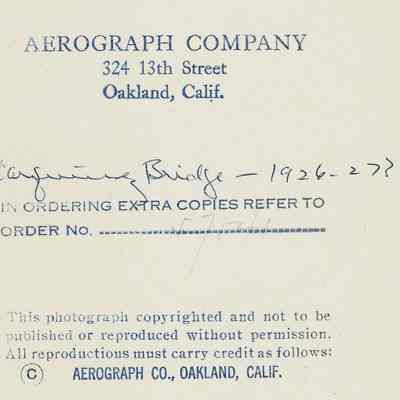 AEROGRAPH COMPANY
324 13th Street
Oakland, Calif.
Carquinez Bridge - 1926-27?
IN ORDERING EXTRA COPIES REFER TO
ORDER No.
This photograph copyrighted and not to be
published or reproduced without permission.
All reproductions must carry credit as follows:
© AEROGRAPH CO., OAKLAND, CALIF.